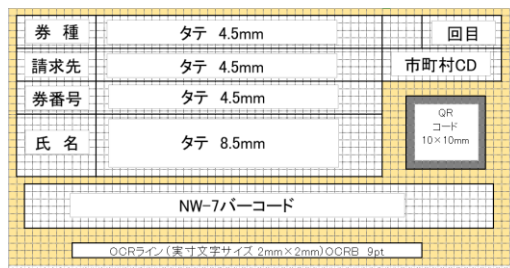 券 種 タテ 4.5mm 回目
請求先 タテ 4.5mm 市町村CD
券番号 タテ 4.5mm
氏 名 タテ 8.5mm
QR
コード
10×10mm
NW-7バーコード
OCRライン(実寸文字サイズ 2mm×2mm)OCRB 9pt